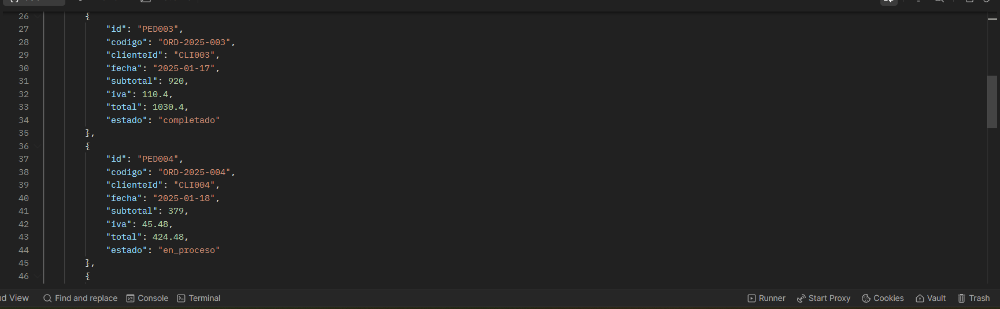 26 {
27 "id": "PED003",
28 "codigo": "ORD-2025-003",
29 "clienteId": "CLI003",
30 "fecha": "2025-01-17",
31 "subtotal": 920,
32 "iva": 110.4,
33 "total": 1030.4,
34 "estado": "completado"
35 },
36 {
37 "id": "PED004",
38 "codigo": "ORD-2025-004",
39 "clienteId": "CLI004",
40 "fecha": "2025-01-18",
41 "subtotal": 379,
42 "iva": 45.48,
43 "total": 424.48,
44 "estado": "en_proceso"
45 },
46 {
View Find and replace Console Terminal Runner Start Proxy Cookies Vault Trash